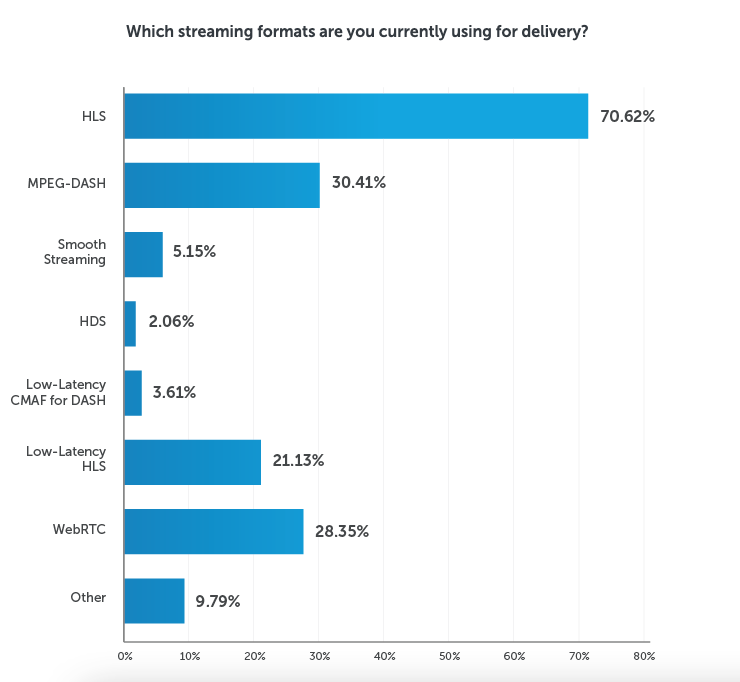 Which streaming formats are you currently using for delivery?
HLS
70.62%
MPEG-DASH
30.41%
Smooth
Streaming
5.15%
HDS
2.06%
Low-Latency
CMAF for DASH
3.61%
Low-Latency
HLS
21.13%
WebRTC
28.35%
Other
9.79%
0% 10% 20% 30% 40% 50% 60% 70% 80%